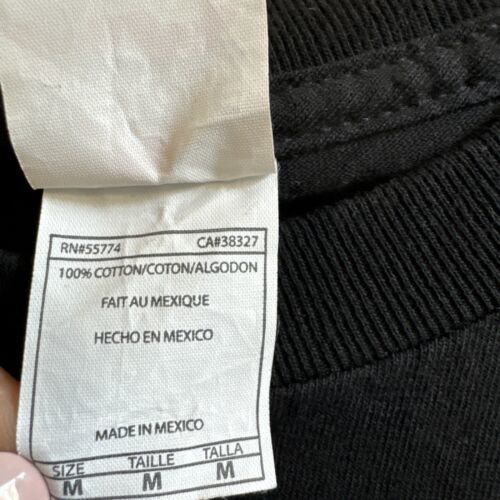 RN#55774 CA#38327
100% COTTON/COTON/ALGODON
FAIT AU MEXIQUE
HECHO EN MEXICO
MADE IN MEXICO
SIZE TAILLE TALLA
M M M